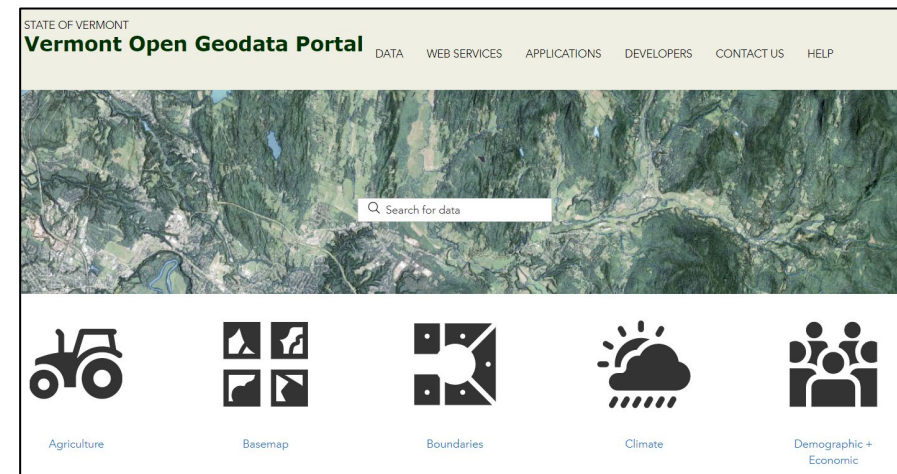 STATE OF VERMONT
Vermont Open Geodata Portal
DATA WEB SERVICES APPLICATIONS DEVELOPERS CONTACT US HELP
Search for data
Agriculture Basemap Boundaries Climate Demographic +
Economic